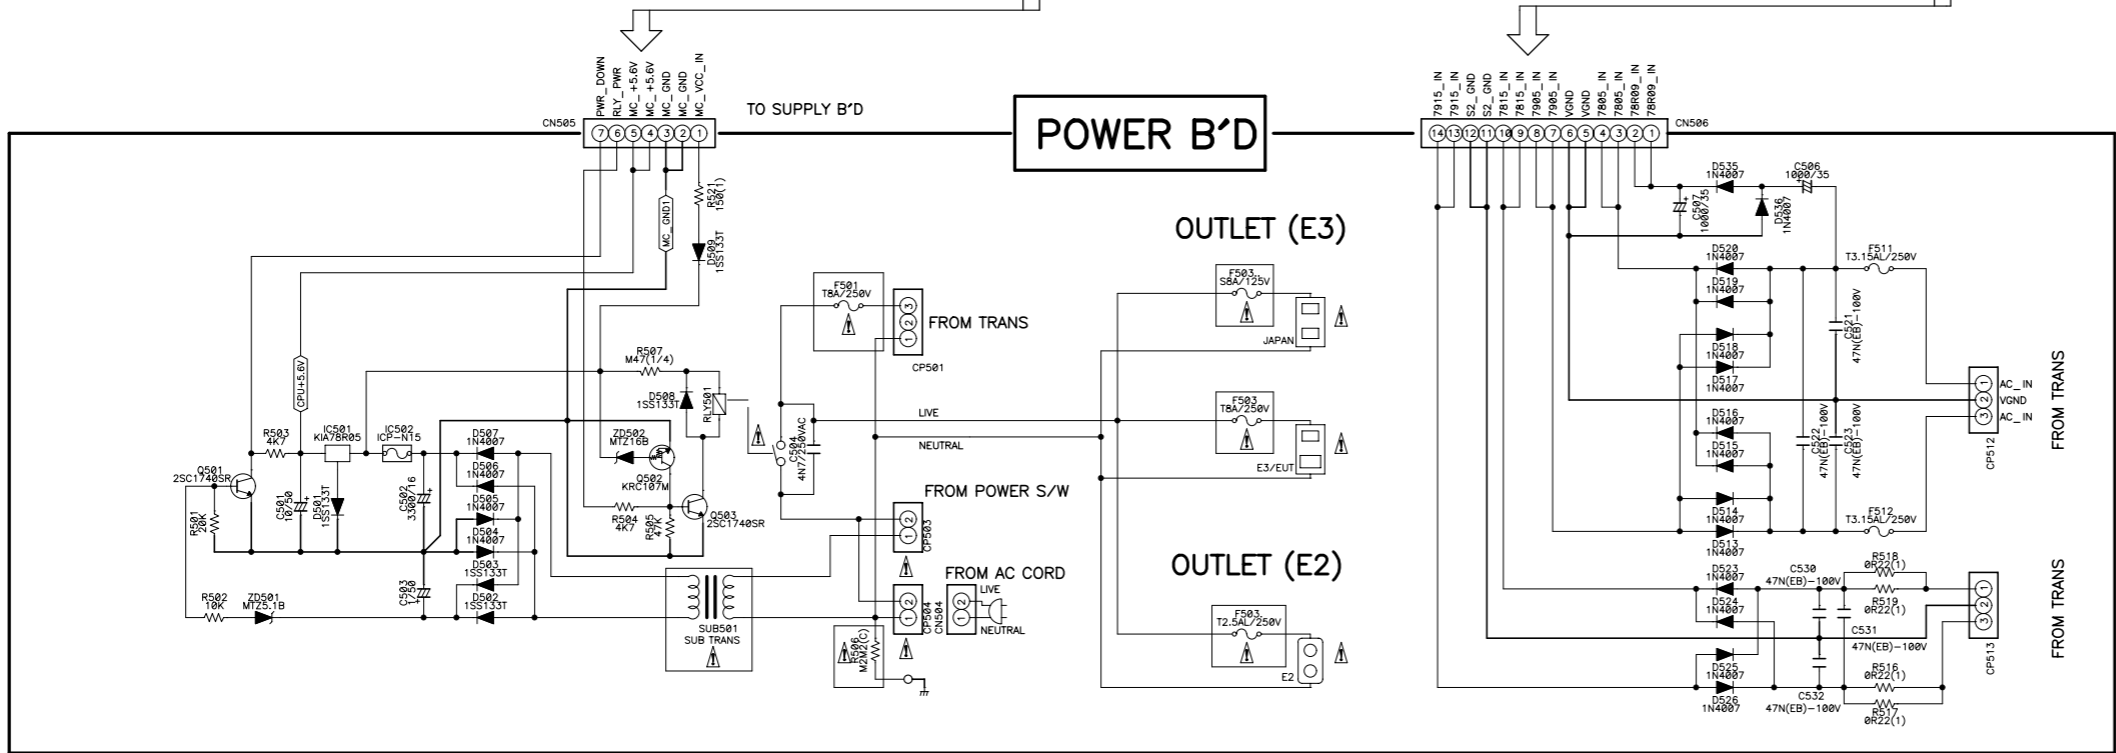 PWR_DOWN
RLY_PWR
MC_+5.6V
MC_+5.6V
MC_GND
MC_GND
MC_VCC_IN
CN505
7 6 5 4 3 2 1
TO SUPPLY B'D
POWER B'D
7915_IN
7915_IN
S2_GND
S2_GND
7815_IN
7815_IN
7905_IN
7905_IN
VGND
VGND
7805_IN
7805_IN
78R09_IN
78R09_IN
14 13 12 11 10 9 8 7 6 5 4 3 2 1
CN506
R521
150(1)
MC_GND1
D509
1SS133T
OUTLET (E3)
F501
T8A/250V
3
2
1
FROM TRANS
CP501
F503
S8A/125V
JAPAN
R507
M47(1/4)
D508
1SS133T
RLY501
CPU+5.6V
R503
4K7
IC501
KIA78R05
IC502
ICP-N15
D507
1N4007
D506
1N4007
D505
1N4007
D504
1N4007
D503
1SS133T
D502
1SS133T
Q501
2SC1740SR
R501
20K
C501
10/50
D501
1SS133T
C502
3300/16
C503
1/50
R502
10K
ZD501
MTZ5.1B
ZD502
MTZ16B
Q502
KRC107M
R504
4K7
R505
47K
Q503
2SC1740SR
C504
4N7/250VAC
LIVE
NEUTRAL
F503
T8A/250V
E3/EUT
FROM POWER S/W
2
1
CP503
SUB501
SUB TRANS
FROM AC CORD
2
1
CP504
CN504
2
1
LIVE
NEUTRAL
R506
M2M2(C)
OUTLET (E2)
F503
T2.5AL/250V
E2
D535
1N4007
C506
1000/35
C507
1000/35
D536
1N4007
D520
1N4007
D519
1N4007
D518
1N4007
D517
1N4007
D516
1N4007
D515
1N4007
D514
1N4007
D513
1N4007
F511
T3.15AL/250V
C521
47N(EB)-100V
C522
47N(EB)-100V
C523
47N(EB)-100V
F512
T3.15AL/250V
1 AC_IN
2 VGND
3 AC_IN
CP512
FROM TRANS
D523
1N4007
D524
1N4007
D525
1N4007
D526
1N4007
C530
47N(EB)-100V
C531
47N(EB)-100V
C532
47N(EB)-100V
R518
0R22(1)
R519
0R22(1)
R516
0R22(1)
R517
0R22(1)
1
2
3
CP513
FROM TRANS